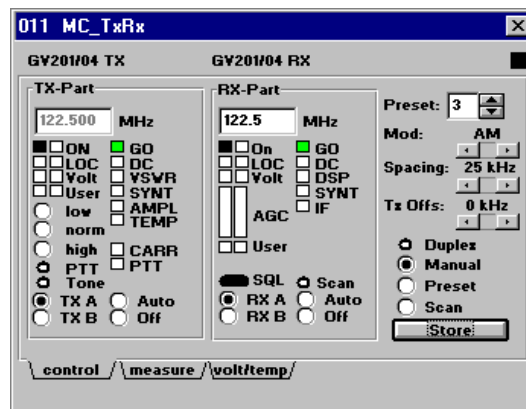 011 MC_TxRx
GV201/04 TX
GV201/04 RX
TX-Part
122.500 MHz
ON GO
LOC DC
Volt VSWR
User SYNT
low AMPL
TEMP
norm
high CARR
PTT PTT
Tone
TX A Auto
TX B Off
RX-Part
122.5 MHz
On GO
LOC DC
Volt DSP
SYNT
IF
AGC
User
SQL Scan
RX A Auto
RX B Off
Preset: 3
Mod: AM
Spacing: 25 kHz
Tx Offs: 0 kHz
Duplex
Manual
Preset
Scan
Store
control measure volt/temp